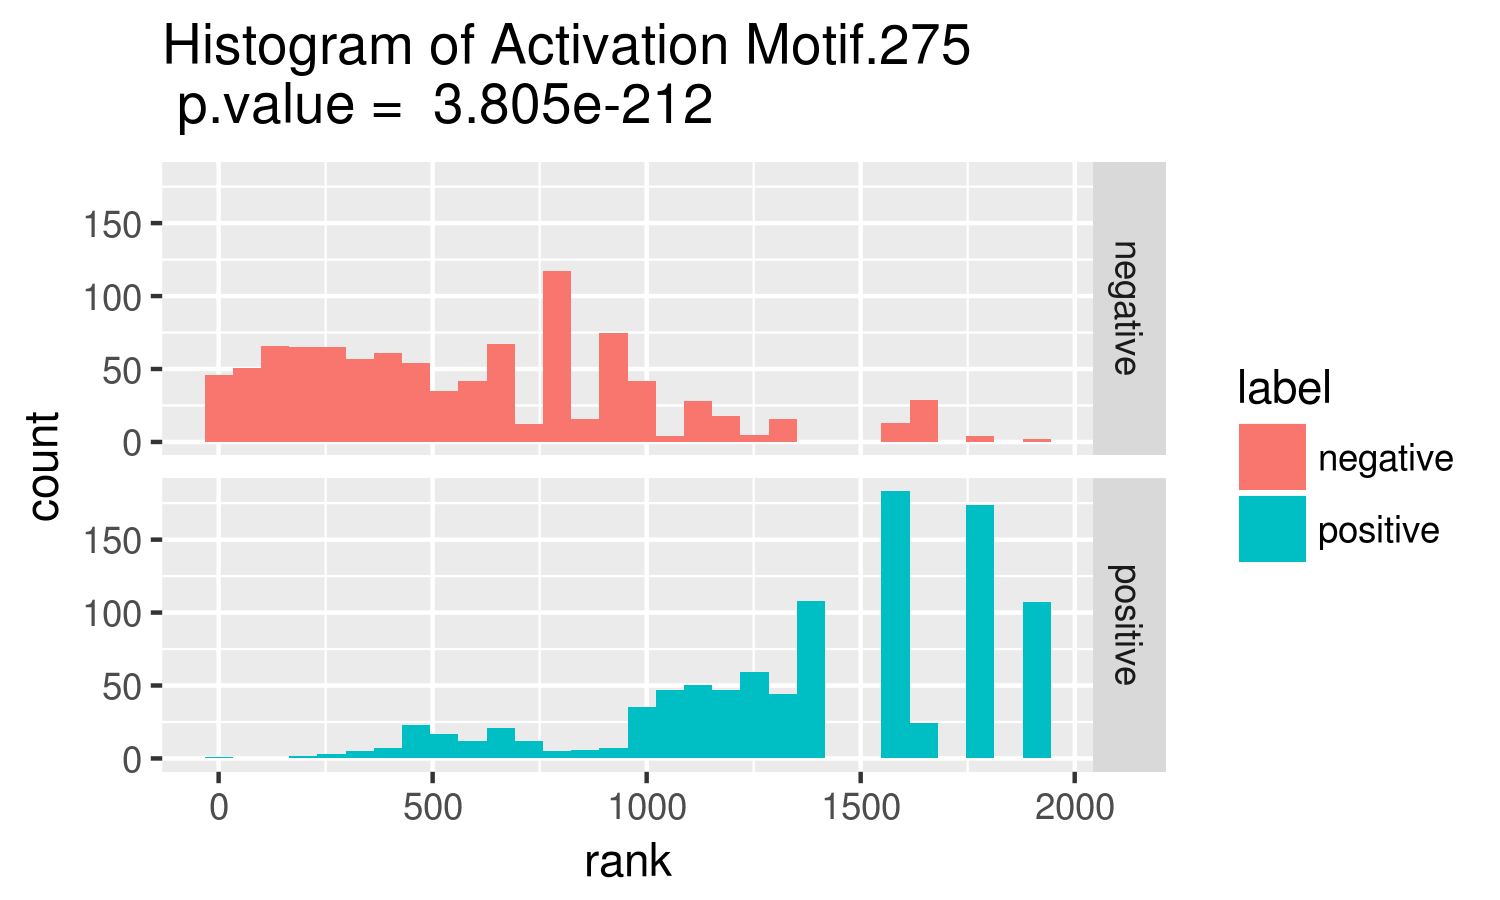 Histogram of Activation Motif.275
p.value = 3.805e-212
150
100
50
0
negative
150
100
50
0
positive
count
0 500 1000 1500 2000
rank
label
negative
positive